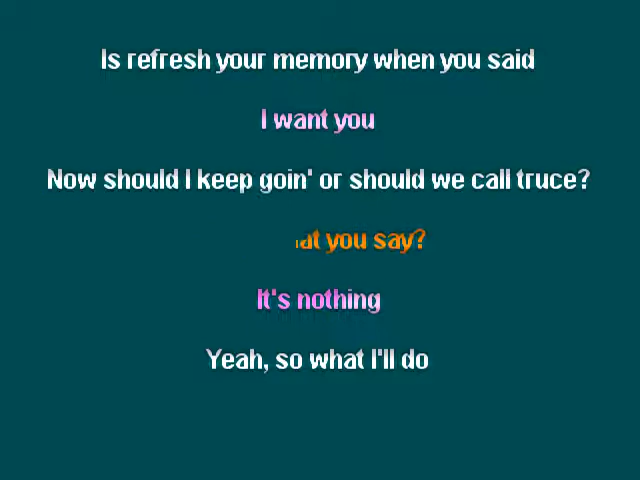 Is refresh your memory when you said
I want you
Now should I keep goin' or should we call truce?
you say?
It's nothing
Yeah, so what I'll do